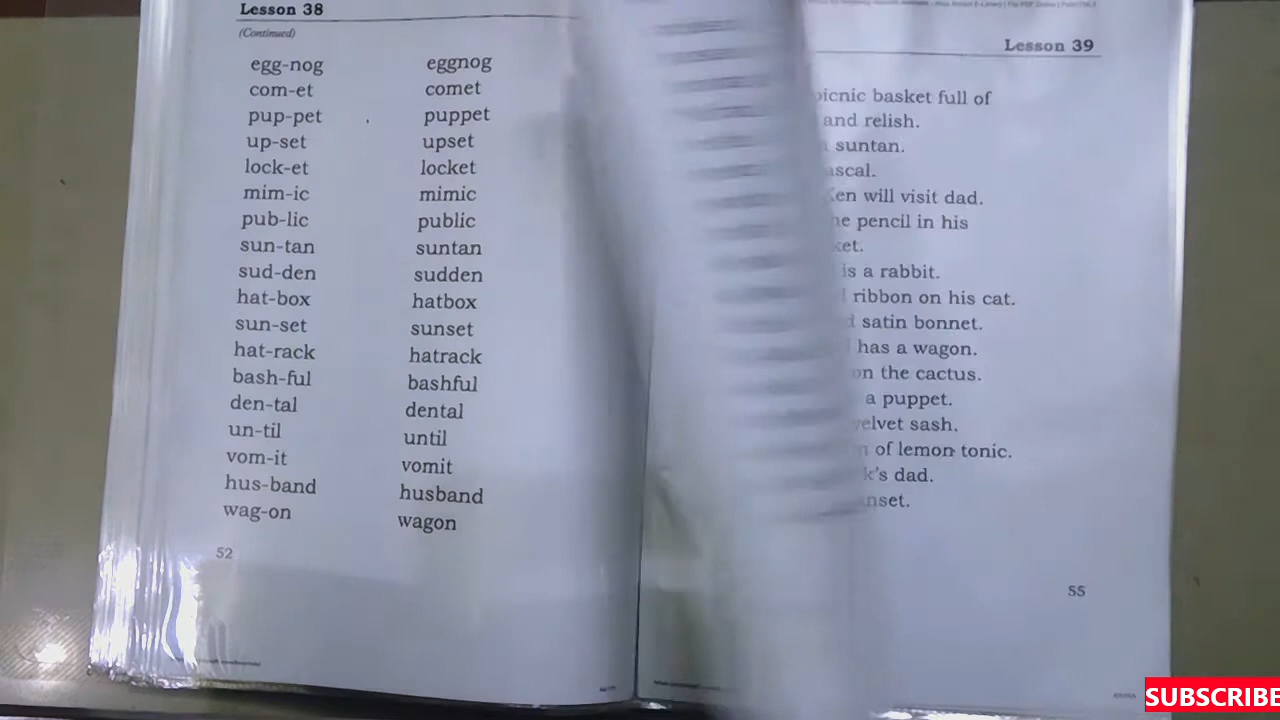 Lesson 38
(Continued)
egg-nog eggnog
com-et comet
pup-pet puppet
up-set upset
lock-et locket
mim-ic mimic
pub-lic public
sun-tan suntan
sud-den sudden
hat-box hatbox
sun-set sunset
hat-rack hatrack
bash-ful bashful
den-tal dental
un-til until
vom-it vomit
hus-band husband
wag-on wagon
52
Lesson 39
basket full of
and relish.
suntan.
will visit dad.
pencil in his
is a rabbit.
ribbon on his cat.
satin bonnet.
has a wagon.
on the cactus.
a puppet.
sash.
of lemon tonic.
dad.
55
SUBSCRIBE